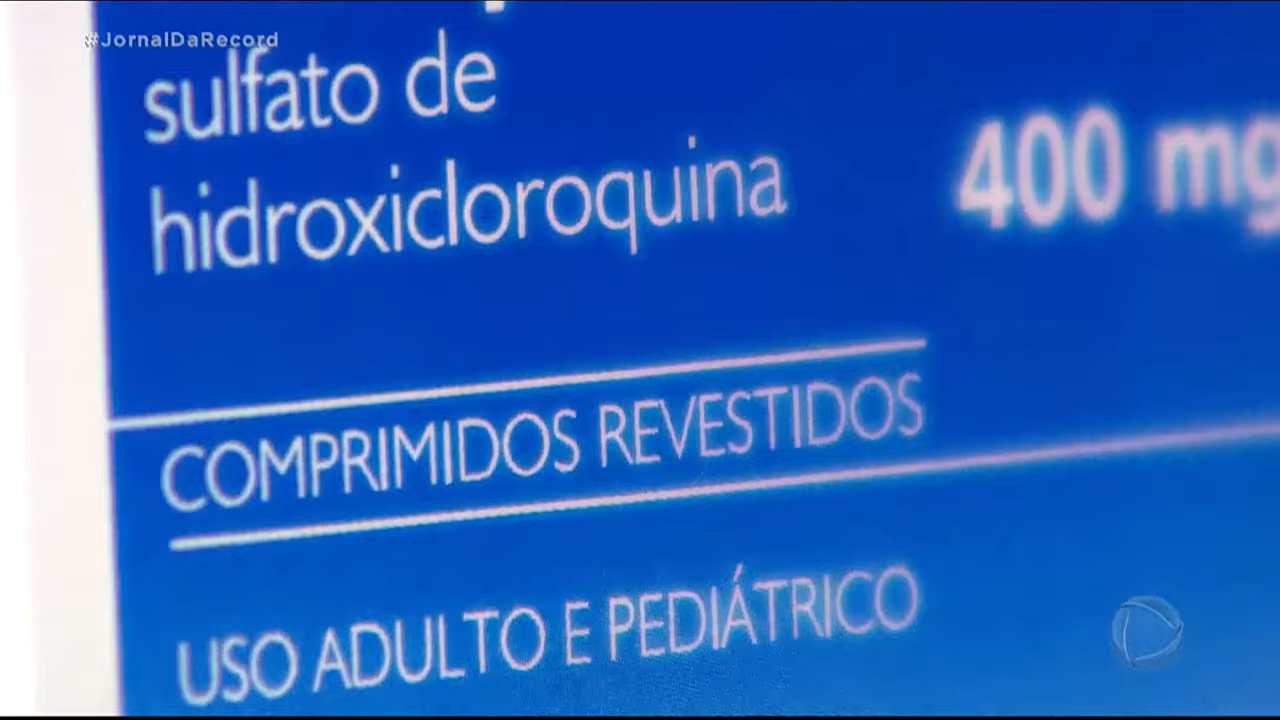 #JornalDaRecord
sulfato de
hidroxicloroquina
400 mg
COMPRIMIDOS REVESTIDOS
USO ADULTO E PEDIÁTRICO